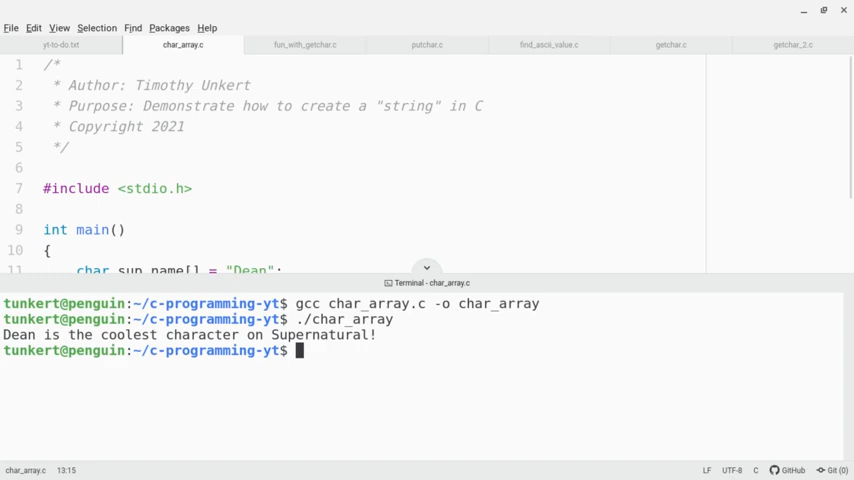 File Edit View Selection Find Packages Help
yt-to-do.txt char_array.c fun_with_getchar.c putchar.c find_ascii_value.c getchar.c getchar_2.c
1 /*
2 * Author: Timothy Unkert
3 * Purpose: Demonstrate how to create a "string" in C
4 * Copyright 2021
5 */
6
7 #include <stdio.h>
8
9 int main()
10 {
11 char sup_name[] = "Dean";
Terminal - char_array.c
tunkert@penguin:~/c-programming-yt$ gcc char_array.c -o char_array
tunkert@penguin:~/c-programming-yt$ ./char_array
Dean is the coolest character on Supernatural!
tunkert@penguin:~/c-programming-yt$
char_array.c 13:15 LF UTF-8 C GitHub Git (0)